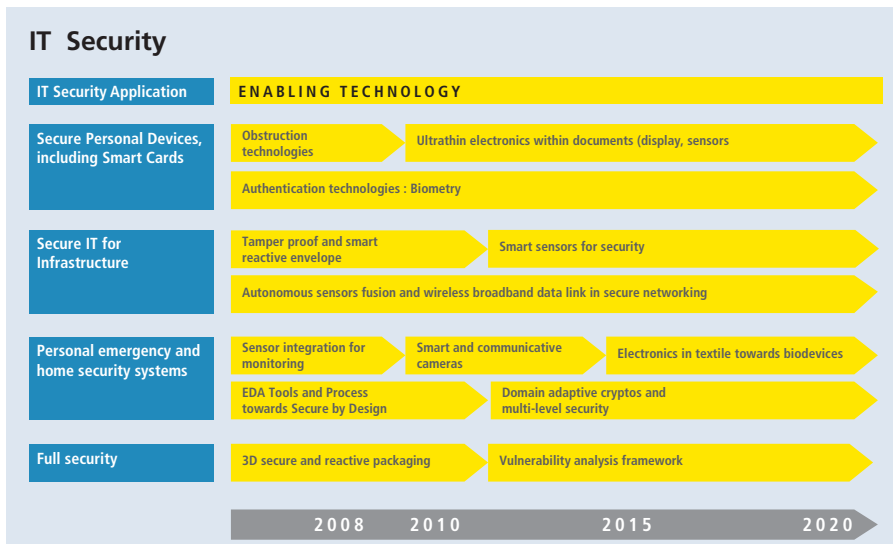 IT Security
IT Security Application
ENABLING TECHNOLOGY
Secure Personal Devices,
including Smart Cards
Obstruction
technologies
Ultrathin electronics within documents (display, sensors
Authentication technologies : Biometry
Secure IT for
Infrastructure
Tamper proof and smart
reactive envelope
Smart sensors for security
Autonomous sensors fusion and wireless broadband data link in secure networking
Personal emergency and
home security systems
Sensor integration for
monitoring
Smart and communicative
cameras
Electronics in textile towards biodevices
EDA Tools and Process
towards Secure by Design
Domain adaptive cryptos and
multi-level security
Full security
3D secure and reactive packaging
Vulnerability analysis framework
2008 2010 2015 2020